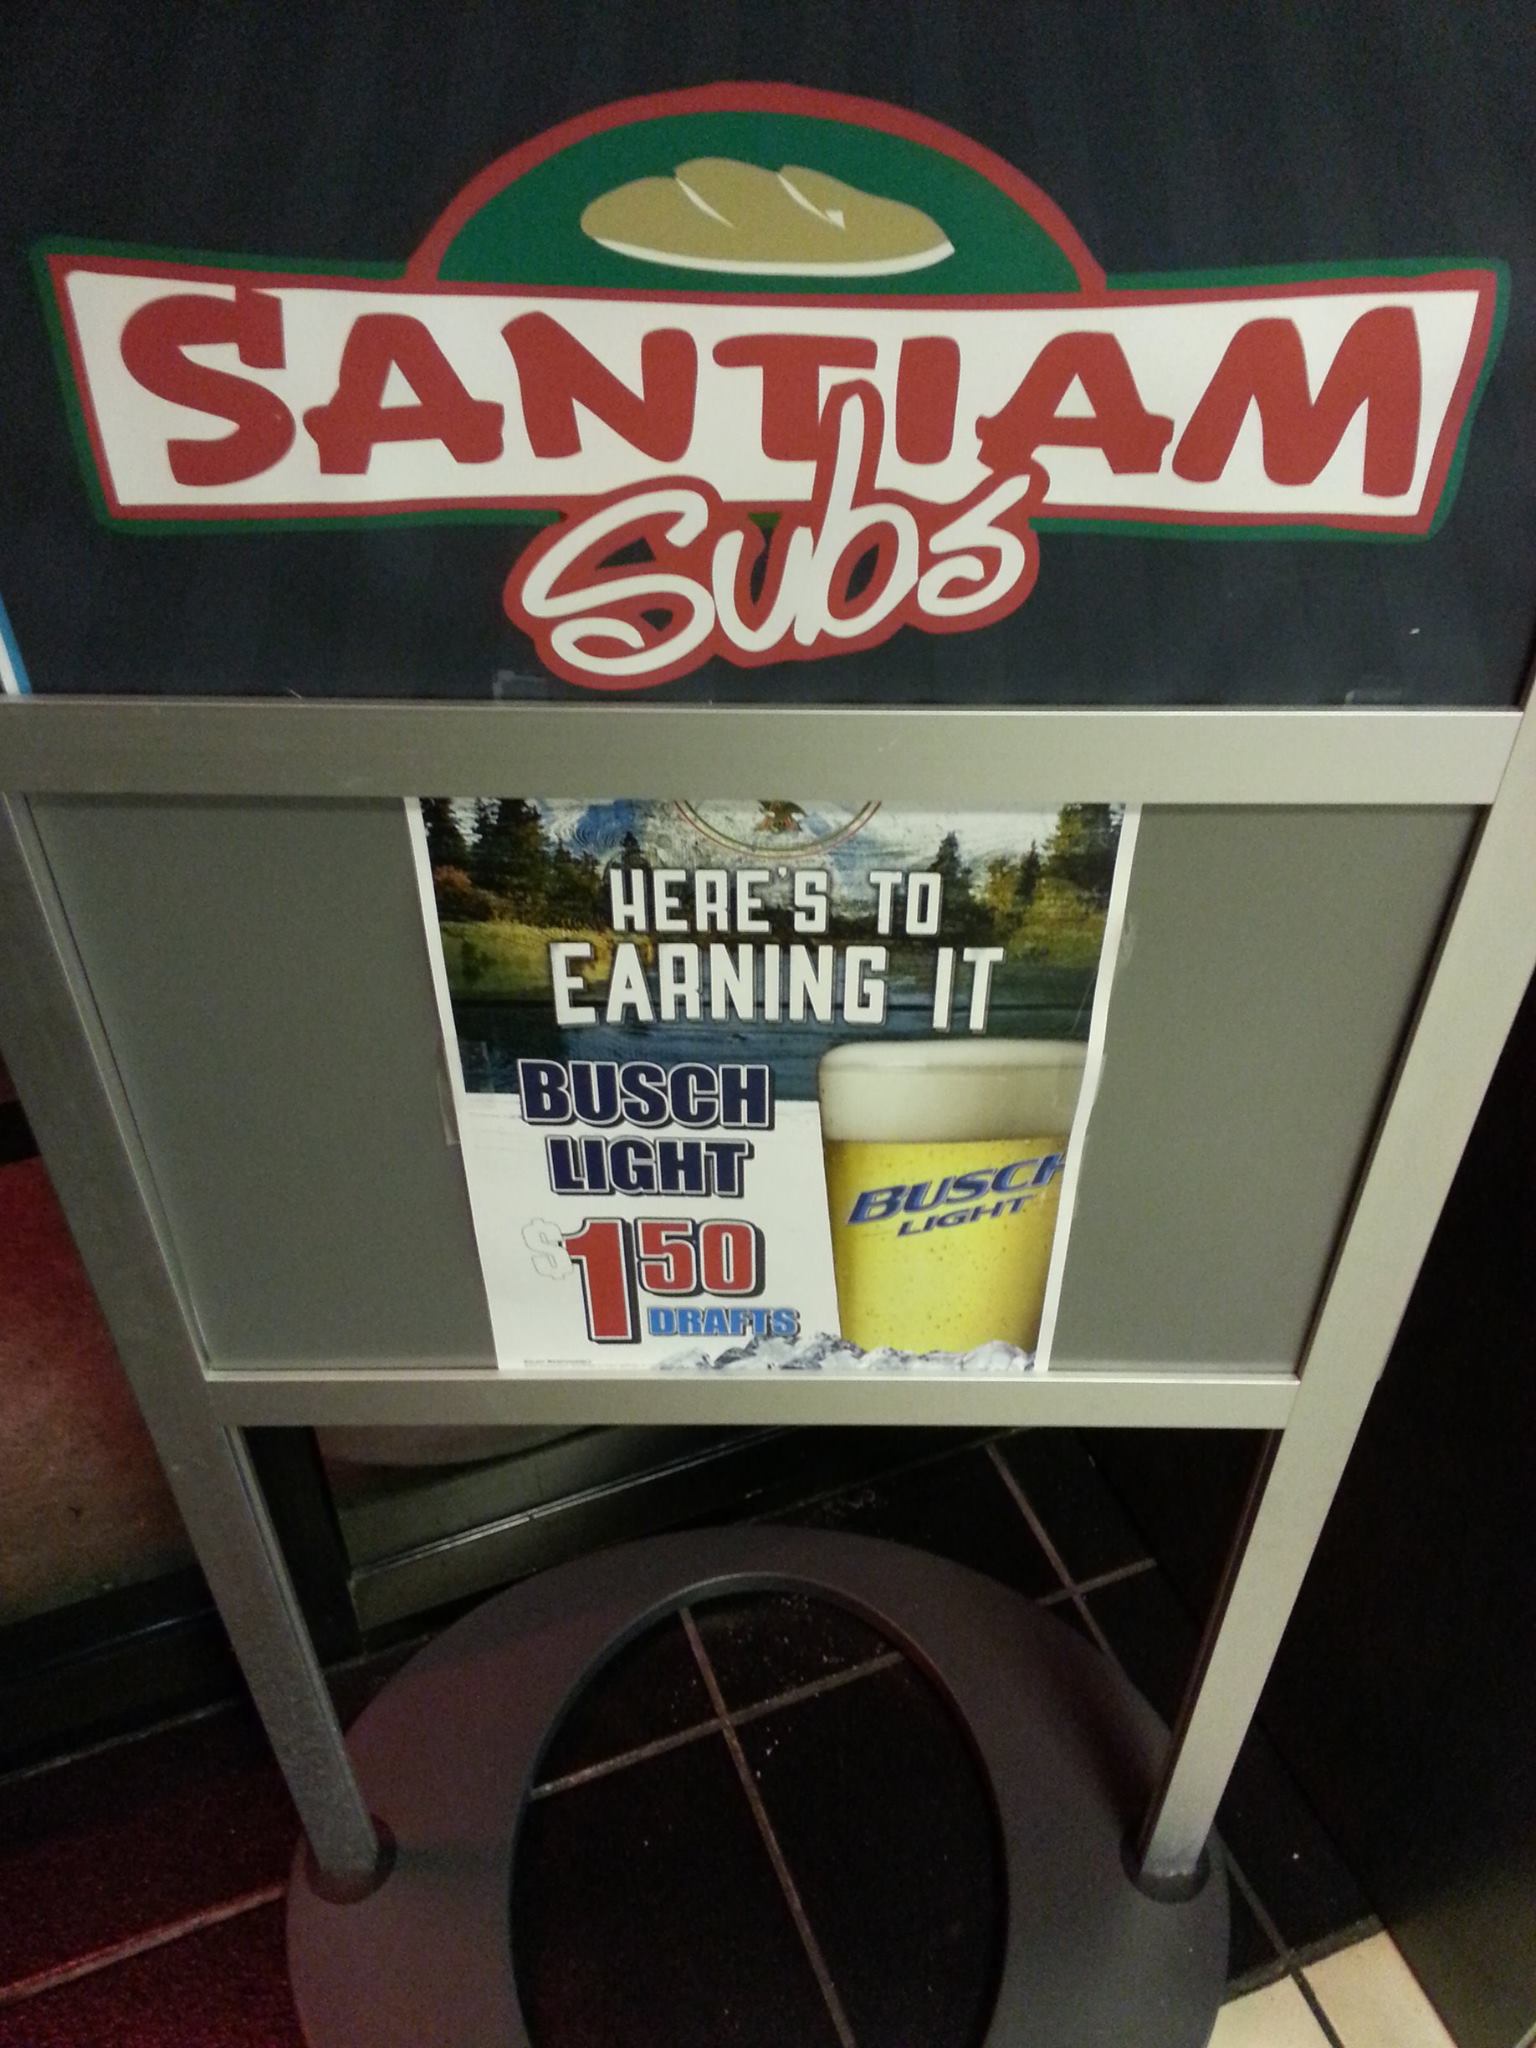 SANTIAM
Subs
HERE'S TO
EARNING IT
BUSCH
LIGHT
$150
DRAFTS
BUSCH
LIGHT